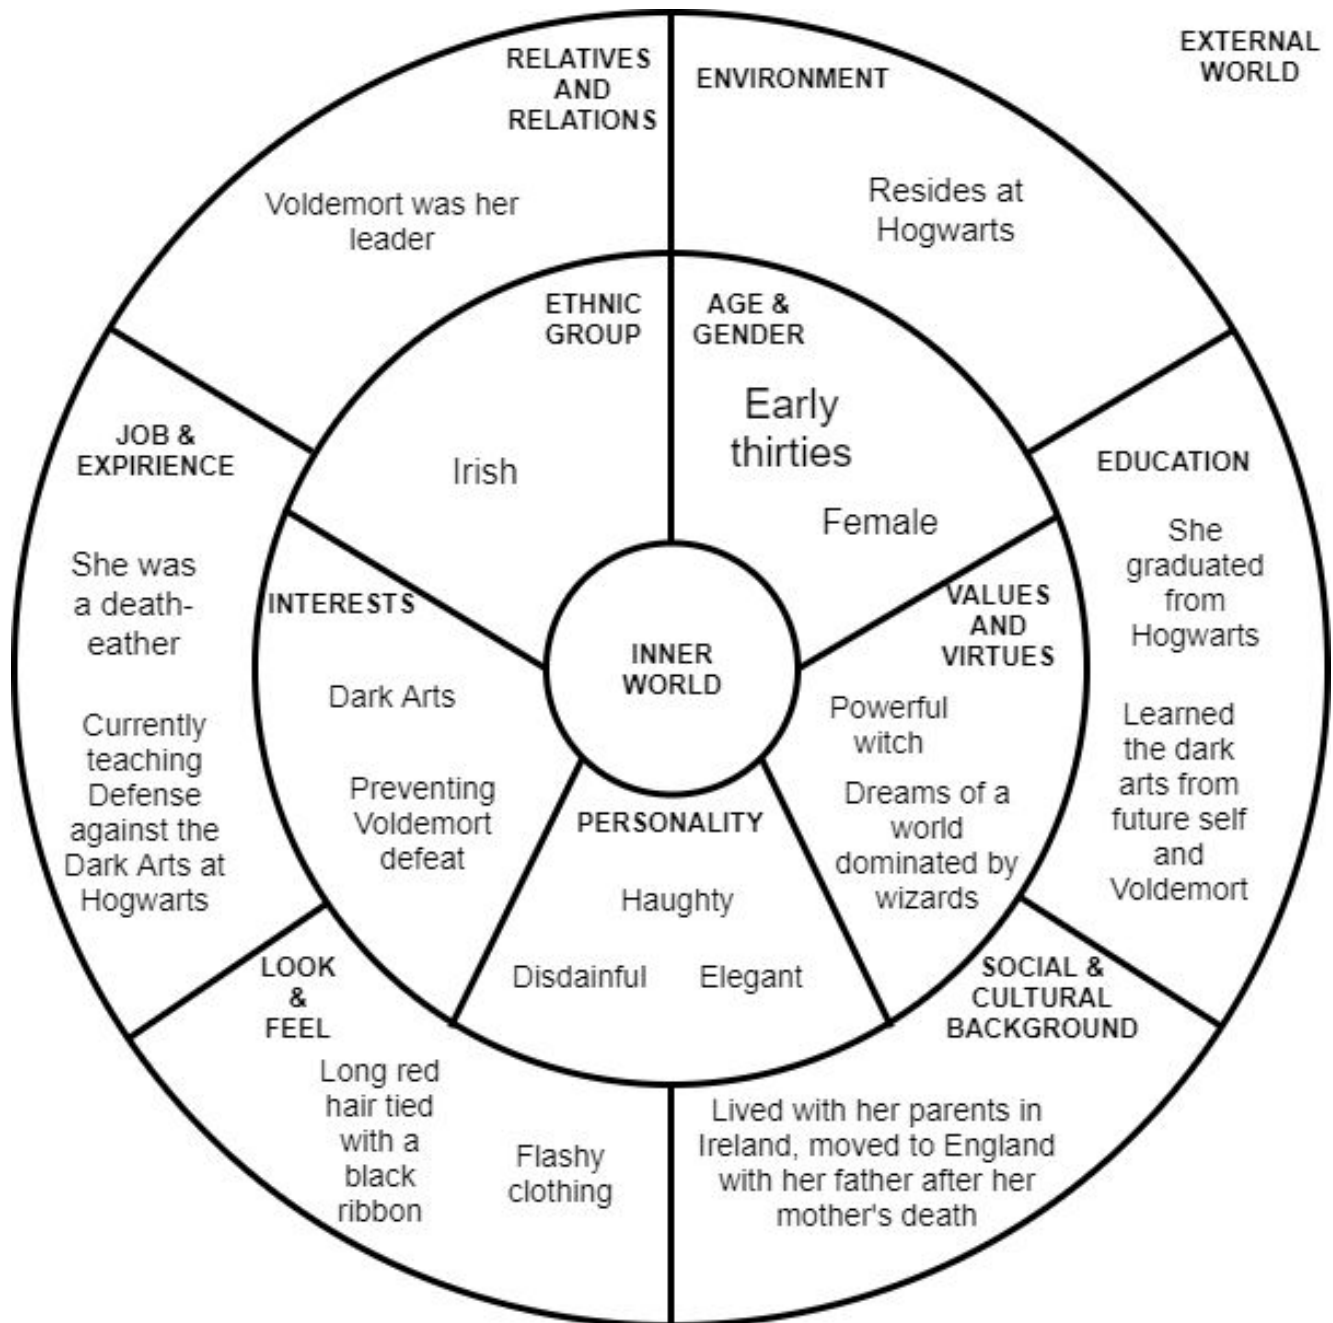 EXTERNAL
WORLD
RELATIVES
AND
RELATIONS
Voldemort was her
leader
ENVIRONMENT
Resides at
Hogwarts
ETHNIC
GROUP
Irish
AGE &
GENDER
Early
thirties
Female
JOB &
EXPIRIENCE
She was
a death-
eather
Currently
teaching
Defense
against the
Dark Arts at
Hogwarts
INTERESTS
Dark Arts
Preventing
Voldemort
defeat
INNER
WORLD
VALUES
AND
VIRTUES
Powerful
witch
Dreams of a
world
dominated by
wizards
EDUCATION
She
graduated
from
Hogwarts
Learned
the dark
arts from
future self
and
Voldemort
PERSONALITY
Haughty
Disdainful
Elegant
LOOK
&
FEEL
Long red
hair tied
with a
black
ribbon
Flashy
clothing
SOCIAL &
CULTURAL
BACKGROUND
Lived with her parents in
Ireland, moved to England
with her father after her
mother's death